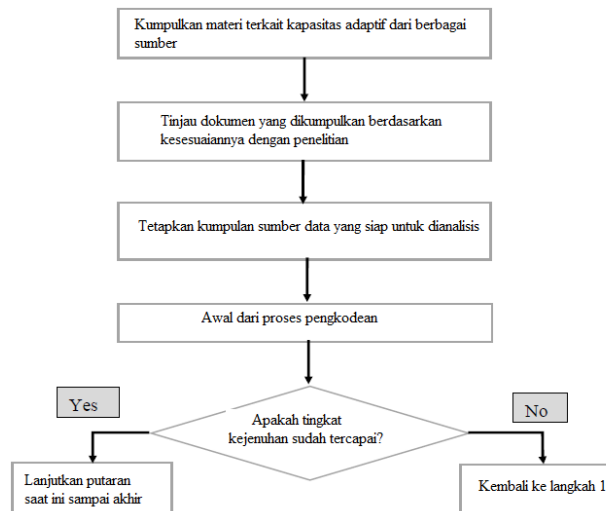 Kumpulkan materi terkait kapasitas adaptif dari berbagai
sumber
Tinjau dokumen yang dikumpulkan berdasarkan
kesesuaiannya dengan penelitian
Tetapkan kumpulan sumber data yang siap untuk dianalisis
Awal dari proses pengkodean
Apakah tingkat
kejenuhan sudah tercapai?
Yes
No
Lanjutkan putaran
saat ini sampai akhir
Kembali ke langkah 1